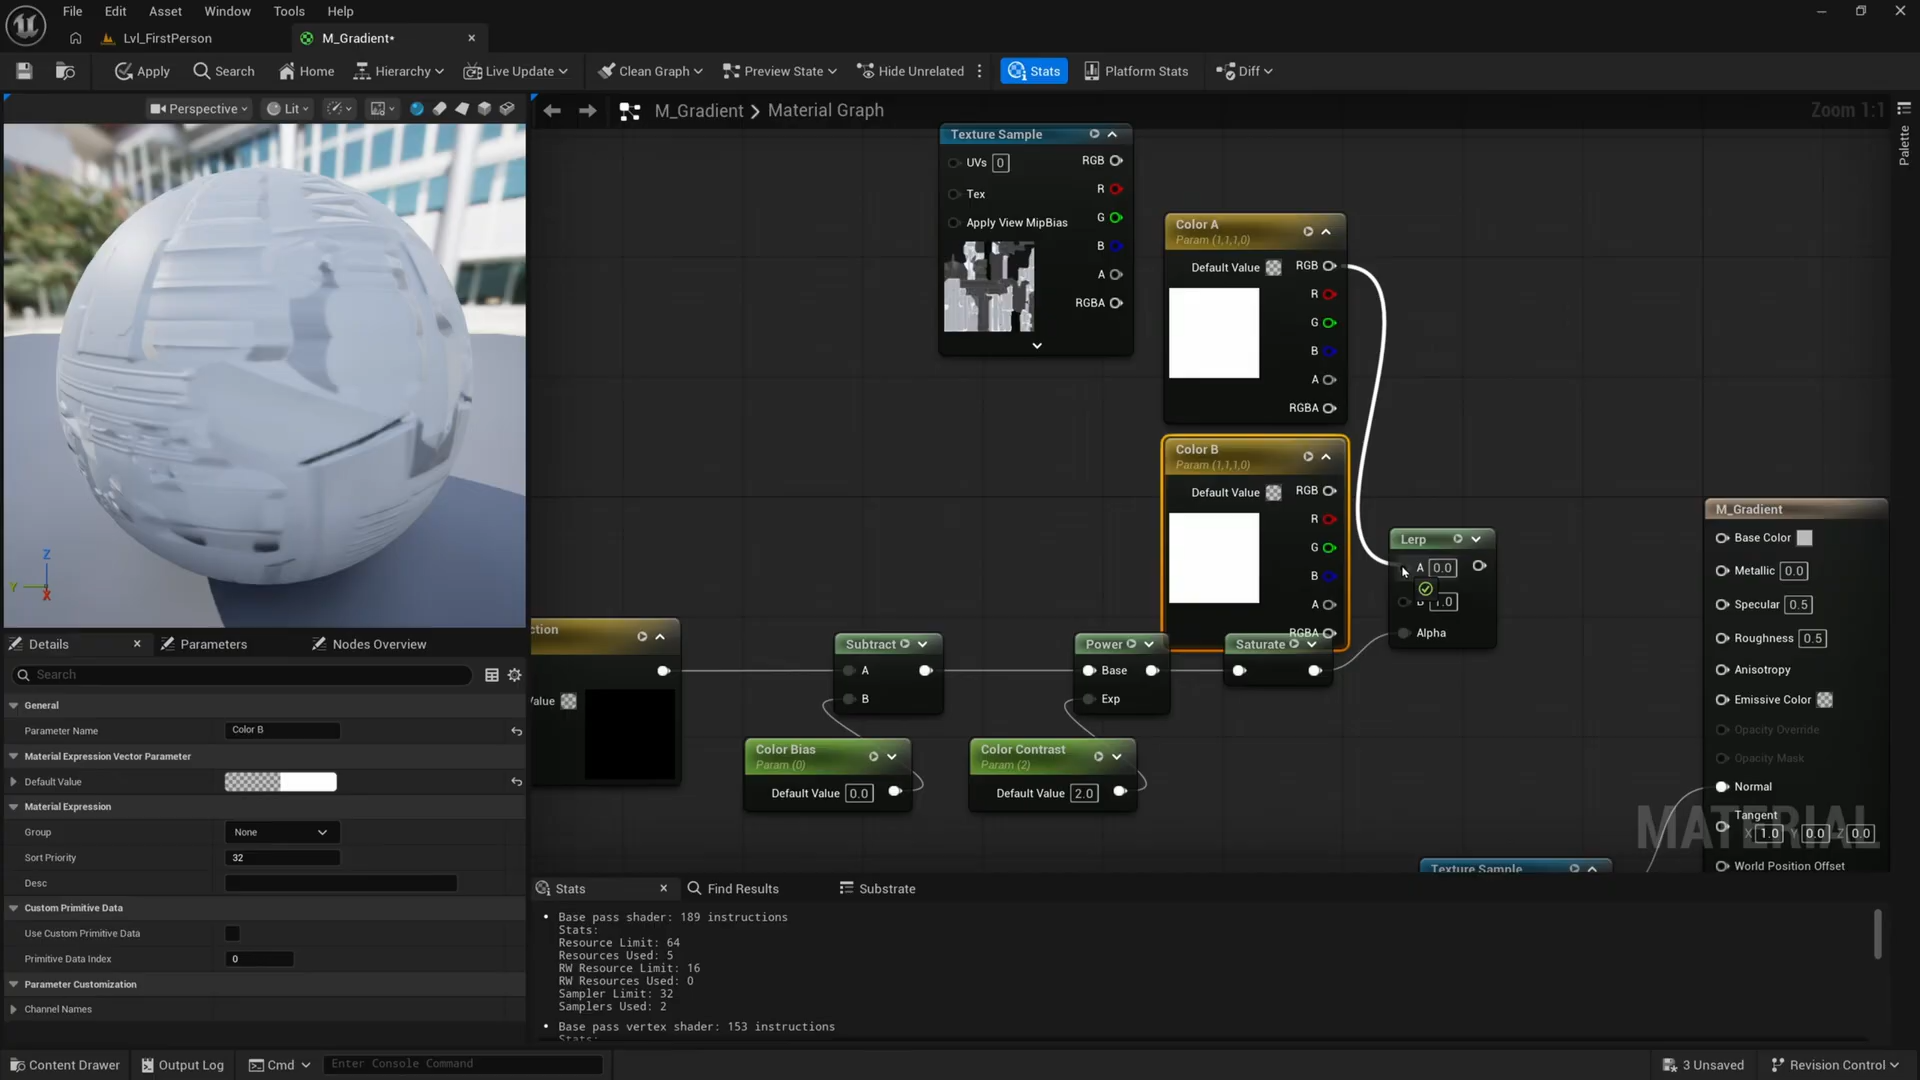 File Edit Asset Window Tools Help
Lvl_FirstPerson
M_Gradient*
Apply Search Home Hierarchy Live Update Clean Graph Preview State Hide Unrelated Stats Platform Stats Diff
Perspective Lit
M_Gradient > Material Graph
Zoom 1:1
Palette
Texture Sample
UVs 0 RGB
R
Tex
G
Apply View MipBias
B
A
RGBA
Color A
Param (1,1,1,0)
Default Value RGB
R
G
B
A
RGBA
Color B
Param (1,1,1,0)
Default Value RGB
R
G
B
A
RGBA
Lerp
A 0.0
B 1.0
Alpha
M_Gradient
Base Color
Metallic 0.0
Specular 0.5
Roughness 0.5
Anisotropy
Emissive Color
Opacity Override
Opacity Mask
Normal
Tangent
X 1.0 Y 0.0 Z 0.0
World Position Offset
MATERIAL
Z
Y
X
ction
alue
Subtract
A
B
Power
Base
Exp
Saturate
Color Bias
Param (0)
Default Value 0.0
Color Contrast
Param (2)
Default Value 2.0
Texture Sample
Details Parameters Nodes Overview
Search
General
Parameter Name Color B
Material Expression Vector Parameter
Default Value
Material Expression
Group None
Sort Priority 32
Desc
Custom Primitive Data
Use Custom Primitive Data
Primitive Data Index 0
Parameter Customization
Channel Names
Stats Find Results Substrate
Base pass shader: 189 instructions
Stats:
Resource Limit: 64
Resources Used: 5
RW Resource Limit: 16
RW Resources Used: 0
Sampler Limit: 32
Samplers Used: 2
Base pass vertex shader: 153 instructions
Stats:
Content Drawer Output Log Cmd Enter Console Command 3 Unsaved Revision Control